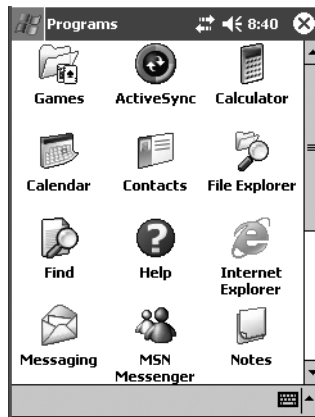 Programs 8:40
Games ActiveSync Calculator
Calendar Contacts File Explorer
Find Help Internet
Explorer
Messaging MSN Notes
Messenger